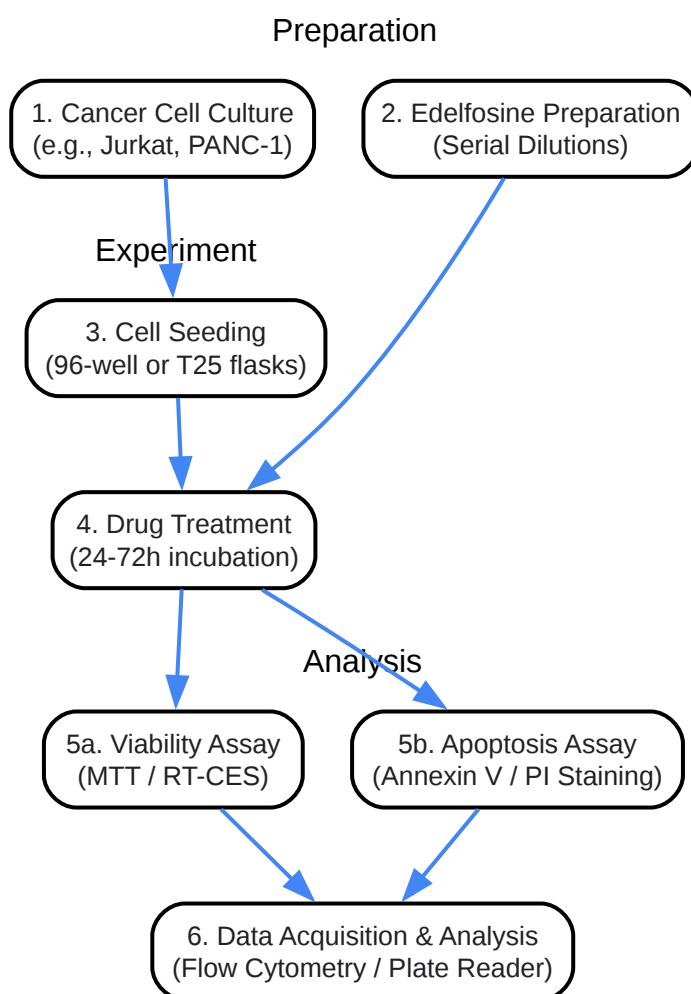 Preparation
1. Cancer Cell Culture
(e.g., Jurkat, PANC-1)
2. Edelfosine Preparation
(Serial Dilutions)
Experiment
3. Cell Seeding
(96-well or T25 flasks)
4. Drug Treatment
(24-72h incubation)
Analysis
5a. Viability Assay
(MTT / RT-CES)
5b. Apoptosis Assay
(Annexin V / PI Staining)
6. Data Acquisition & Analysis
(Flow Cytometry / Plate Reader)